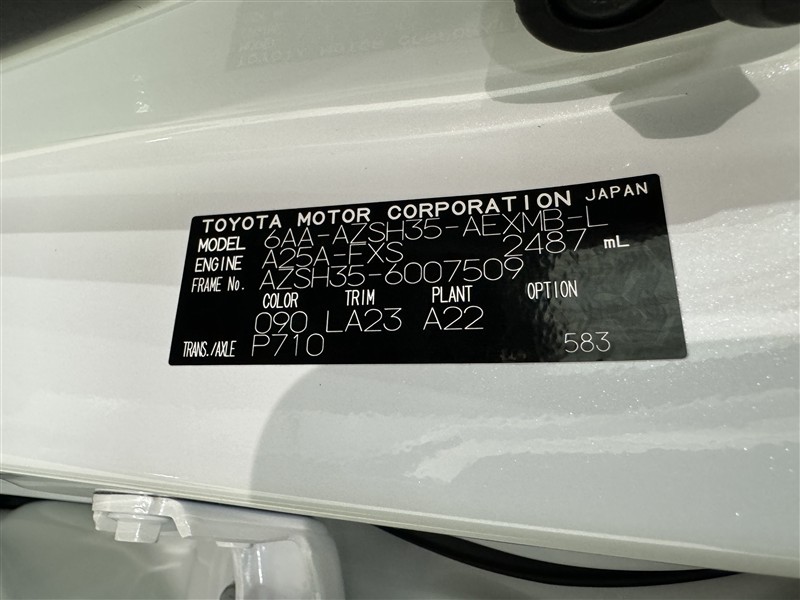 TOYOTA MOTOR CORPORATION JAPAN
MODEL 6AA-AZSH35-AEXMB-L
ENGINE A25A-FXS 2487 mL
FRAME No. AZSH35-6007509
COLOR TRIM PLANT OPTION
090 LA23 A22
TRANS./AXLE P710 583